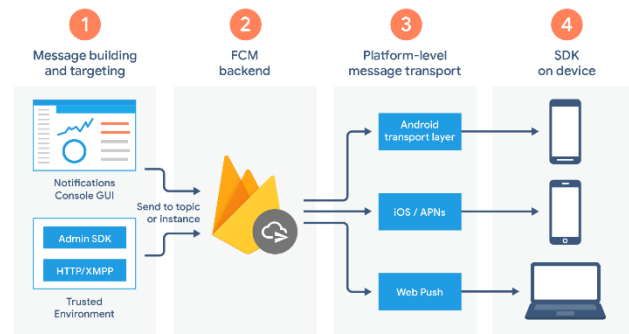 1
Message building
and targeting
2
FCM
backend
3
Platform-level
message transport
4
SDK
on device
Notifications
Console GUI
Admin SDK
HTTP/XMPP
Trusted
Environment
Send to topic
or instance
Android
transport layer
iOS / APNs
Web Push